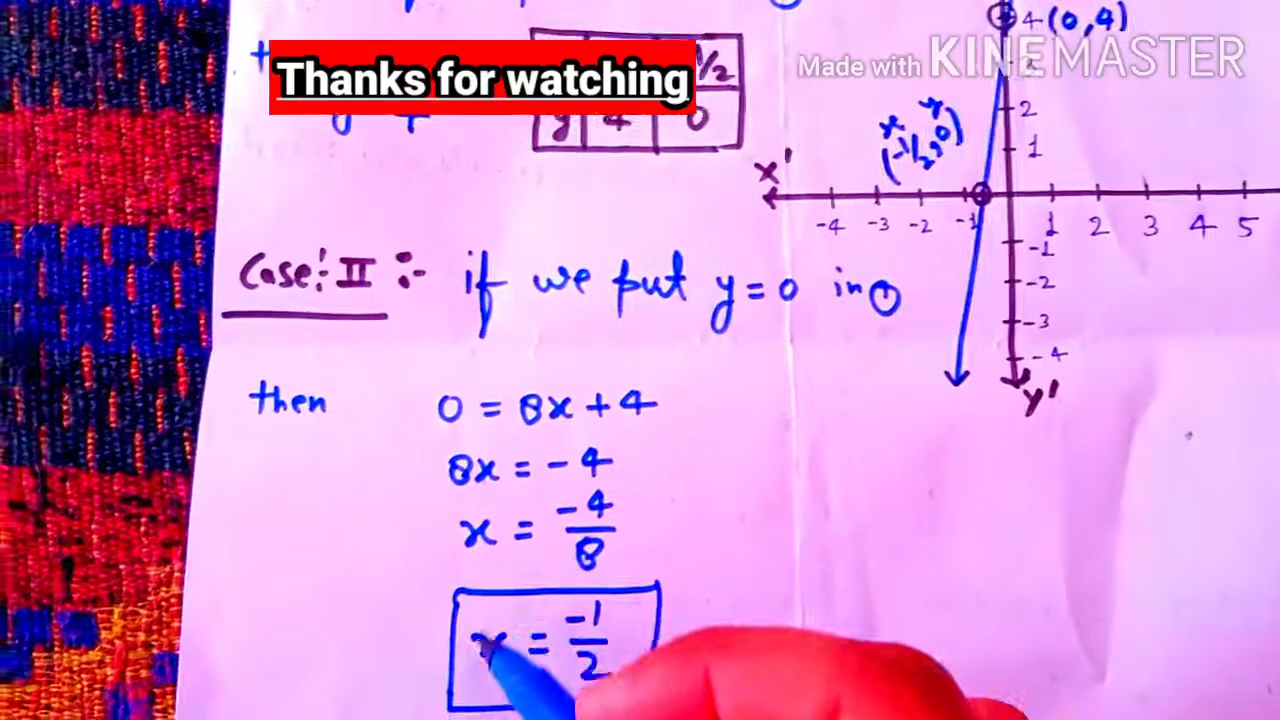 Thanks for watching
Made with KINEMASTER
1/2
y 4 0
4 (0,4)
2
1
x y
(-1/2,0)
x'
-4 -3 -2 -1 1 2 3 4 5
-1
-2
-3
-4
y'
Case:-II :- if we put y=0 in ①
then 0 = 8x+4
8x = -4
x = -4/8
x = -1/2